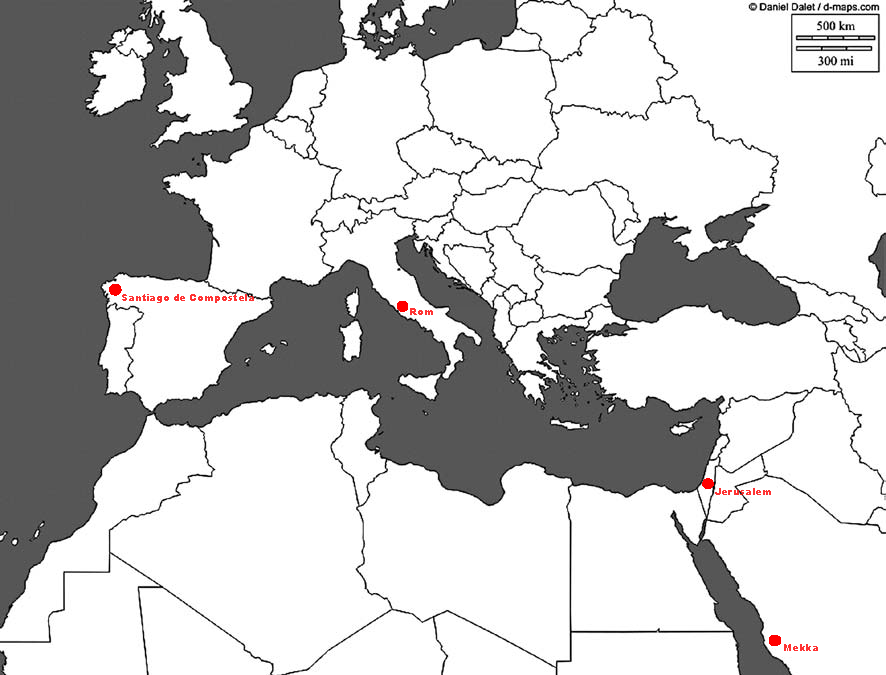 © Daniel Dalet / d-maps.com
500 km
300 mi
Santiago de Compostela
Rom
Jerusalem
Mekka